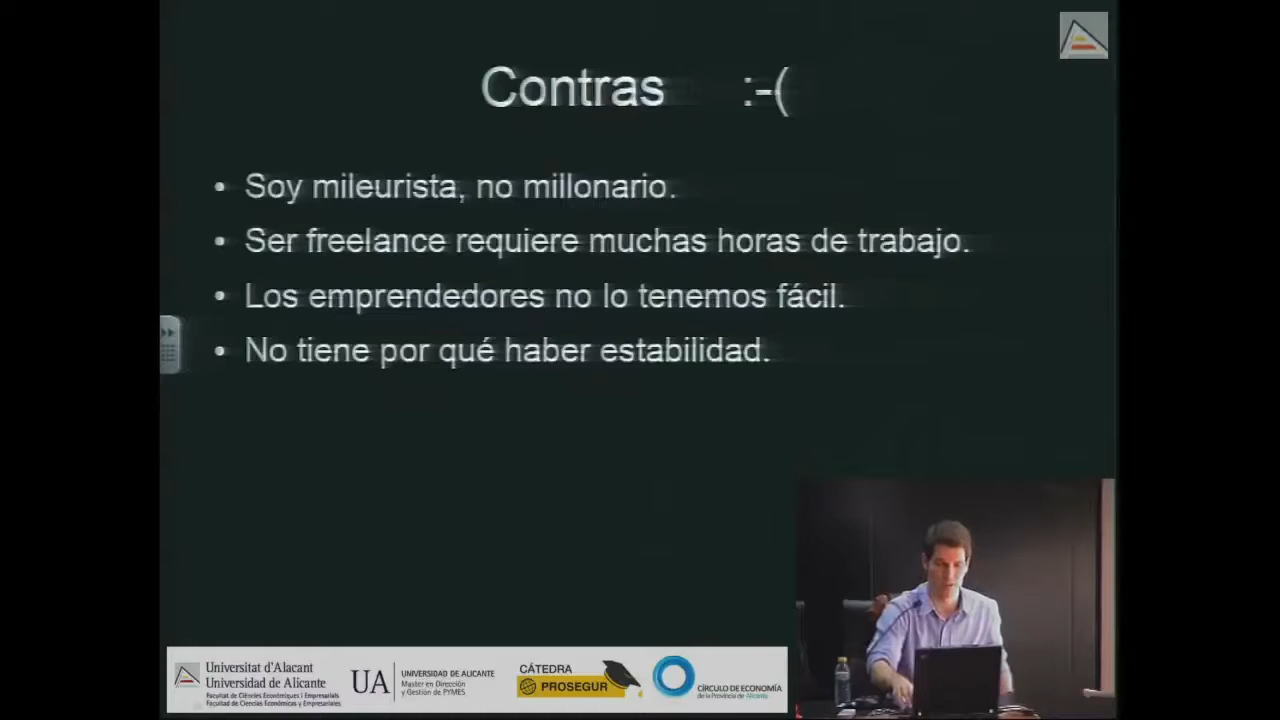 Contras :-(
• Soy mileurista, no millonario.
• Ser freelance requiere muchas horas de trabajo.
• Los emprendedores no lo tenemos fácil.
• No tiene por qué haber estabilidad.
Universitat d'Alacant
Universidad de Alicante
Facultat de Ciències Econòmiques i Empresarials
Facultad de Ciencias Económicas y Empresariales
UA
UNIVERSIDAD DE ALICANTE
Master en Dirección
y Gestión de PYMES
CÁTEDRA
PROSEGUR
CÍRCULO DE ECONOMÍA
de la Provincia de Alicante